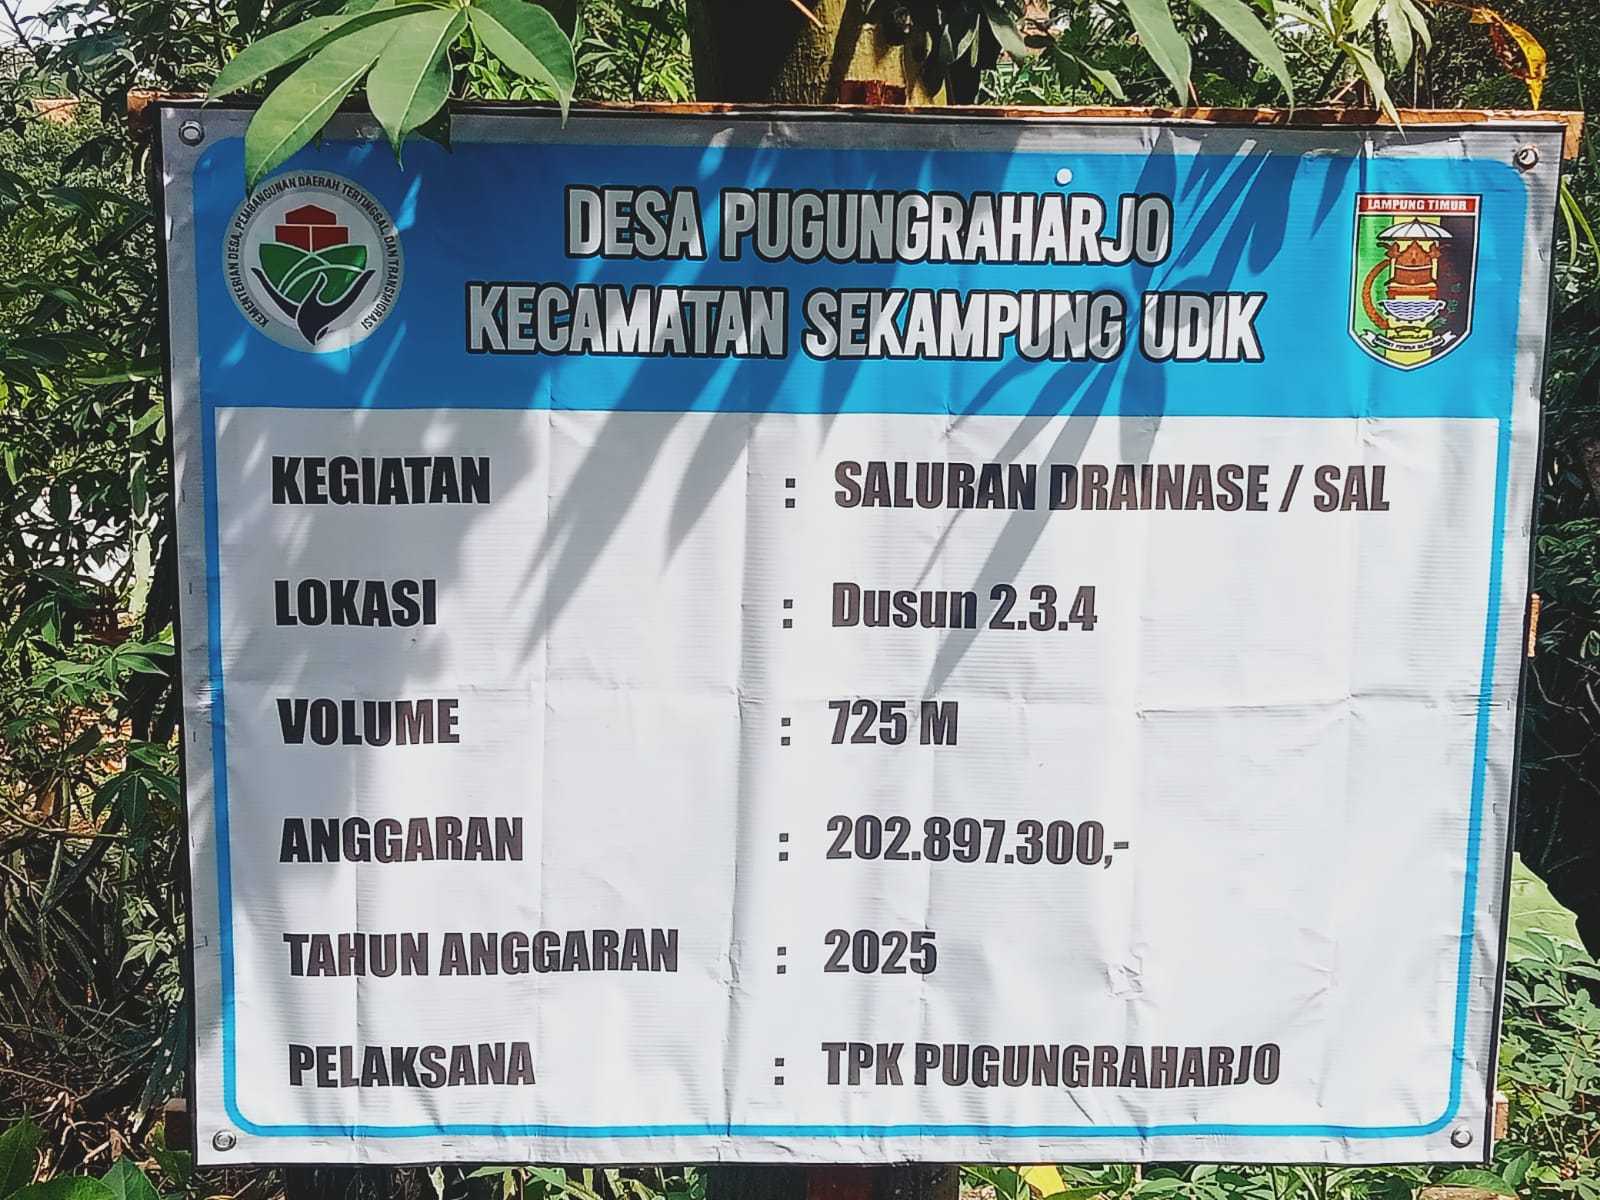 KEMENTERIAN DESA, PEMBANGUNAN DAERAH TERTINGGAL, DAN TRANSMIGRASI
DESA PUGUNGRAHARJO
KECAMATAN SEKAMPUNG UDIK
LAMPUNG TIMUR
KEGIATAN : SALURAN DRAINASE / SAL
LOKASI : Dusun 2.3.4
VOLUME : 725 M
ANGGARAN : 202.897.300,-
TAHUN ANGGARAN : 2025
PELAKSANA : TPK PUGUNGRAHARJO